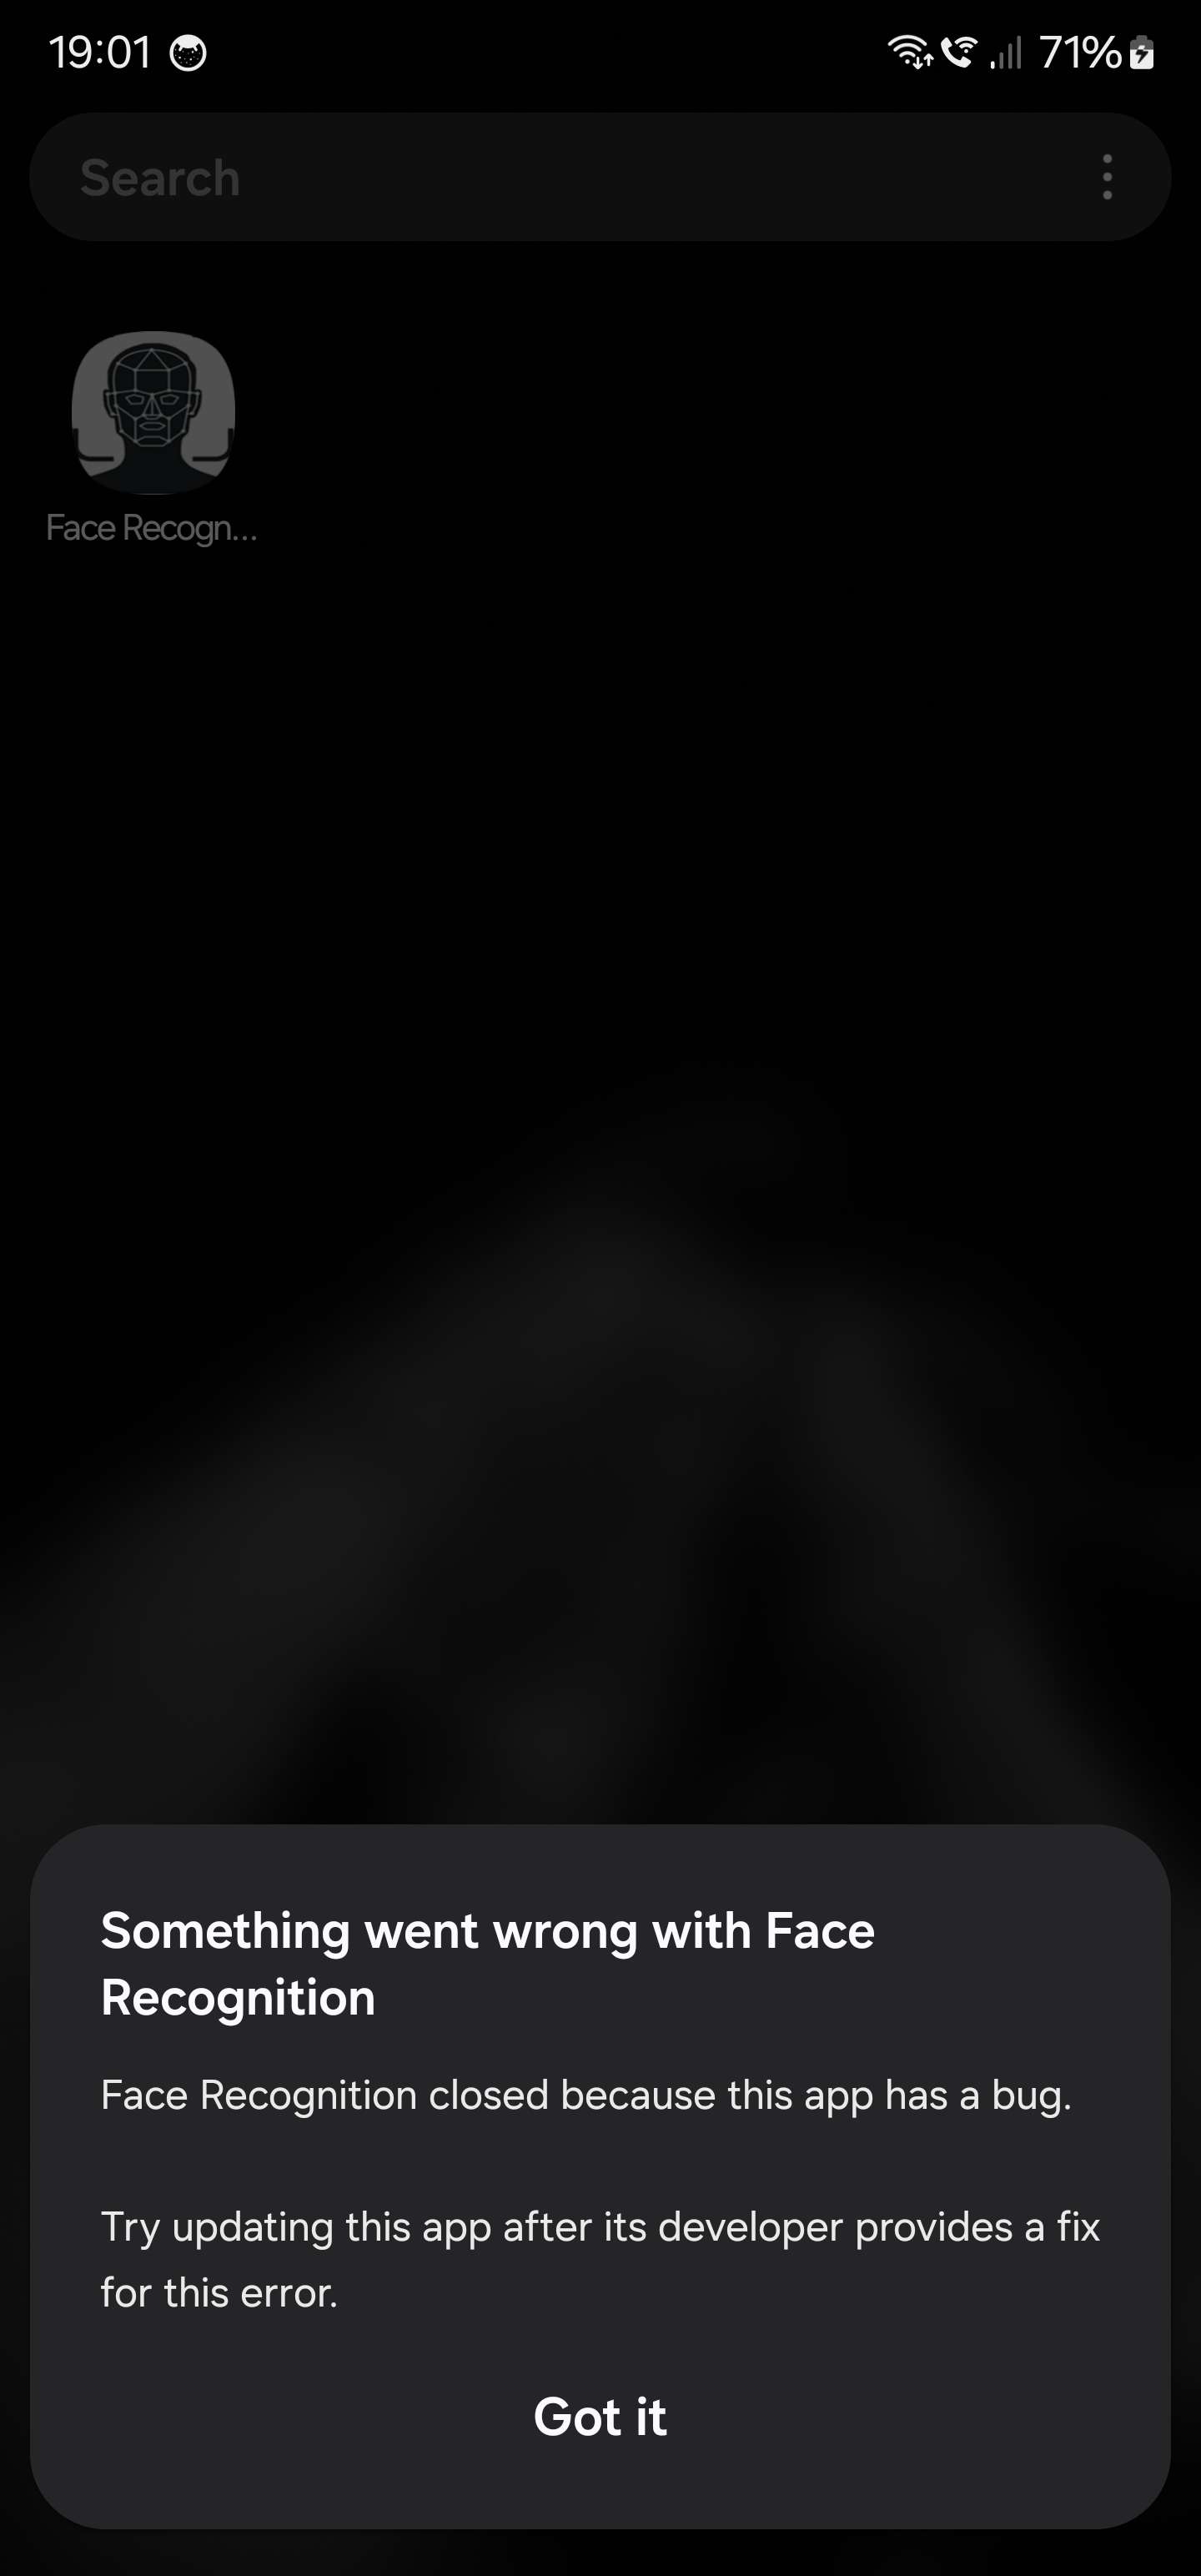 19:01 71%
Search
Face Recogn...
Something went wrong with Face
Recognition
Face Recognition closed because this app has a bug.
Try updating this app after its developer provides a fix
for this error.
Got it